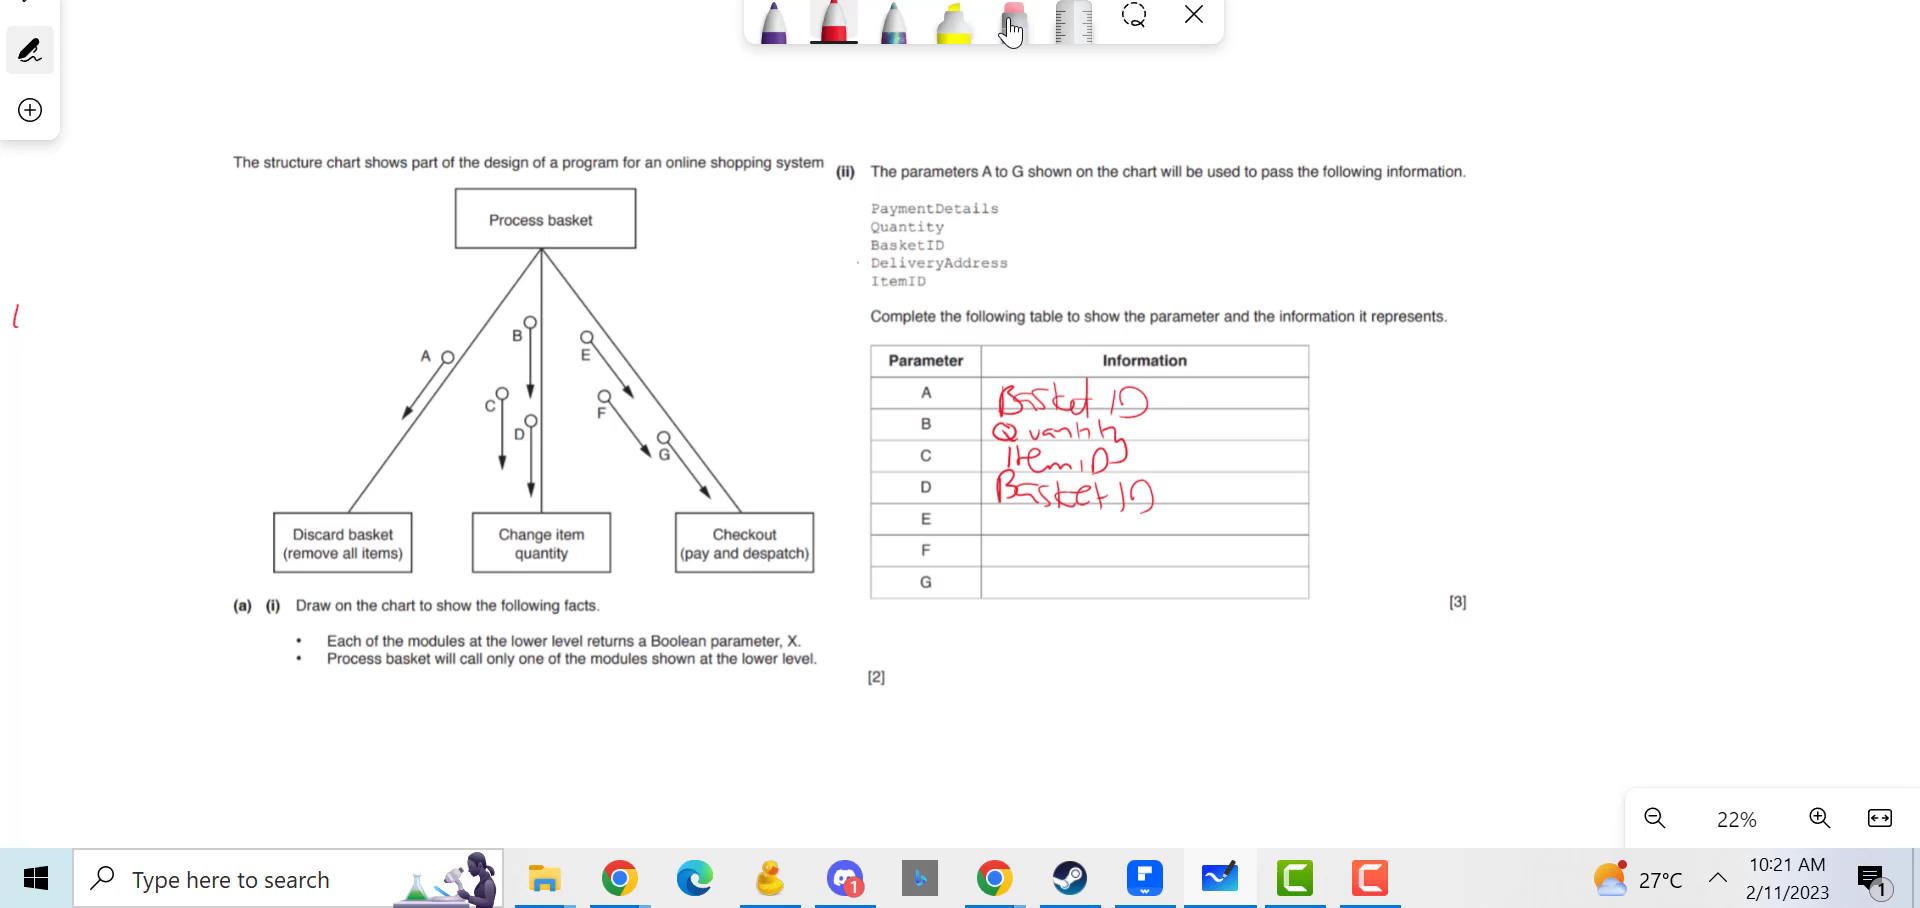 The structure chart shows part of the design of a program for an online shopping system
Process basket
A
B
C
D
E
F
G
Discard basket
(remove all items)
Change item
quantity
Checkout
(pay and despatch)
(a) (i) Draw on the chart to show the following facts.
• Each of the modules at the lower level returns a Boolean parameter, X.
• Process basket will call only one of the modules shown at the lower level.
[2]
(ii) The parameters A to G shown on the chart will be used to pass the following information.
PaymentDetails
Quantity
BasketID
DeliveryAddress
ItemID
Complete the following table to show the parameter and the information it represents.
Parameter Information
A Basket ID
B Quantity
C Item ID
D Basket ID
E
F
G
[3]
22%
Type here to search
1
27°C
10:21 AM
2/11/2023
1